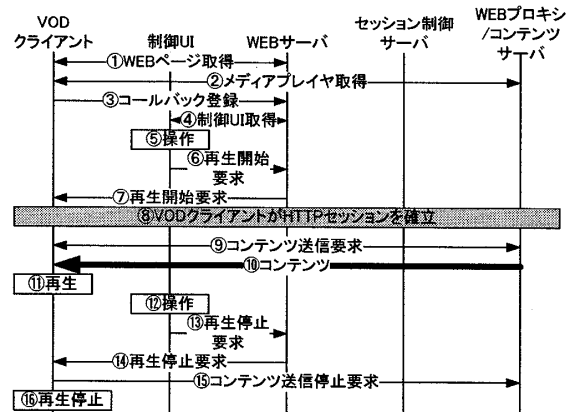 VOD
クライアント
制御UI
WEBサーバ
セッション制御
サーバ
WEBプロキシ
/コンテンツ
サーバ
①WEBページ取得
②メディアプレイヤ取得
③コールバック登録
④制御UI取得
⑤操作
⑥再生開始
要求
⑦再生開始要求
⑧VODクライアントがHTTPセッションを確立
⑨コンテンツ送信要求
⑩コンテンツ
⑪再生
⑫操作
⑬再生停止
要求
⑭再生停止要求
⑮コンテンツ送信停止要求
⑯再生停止